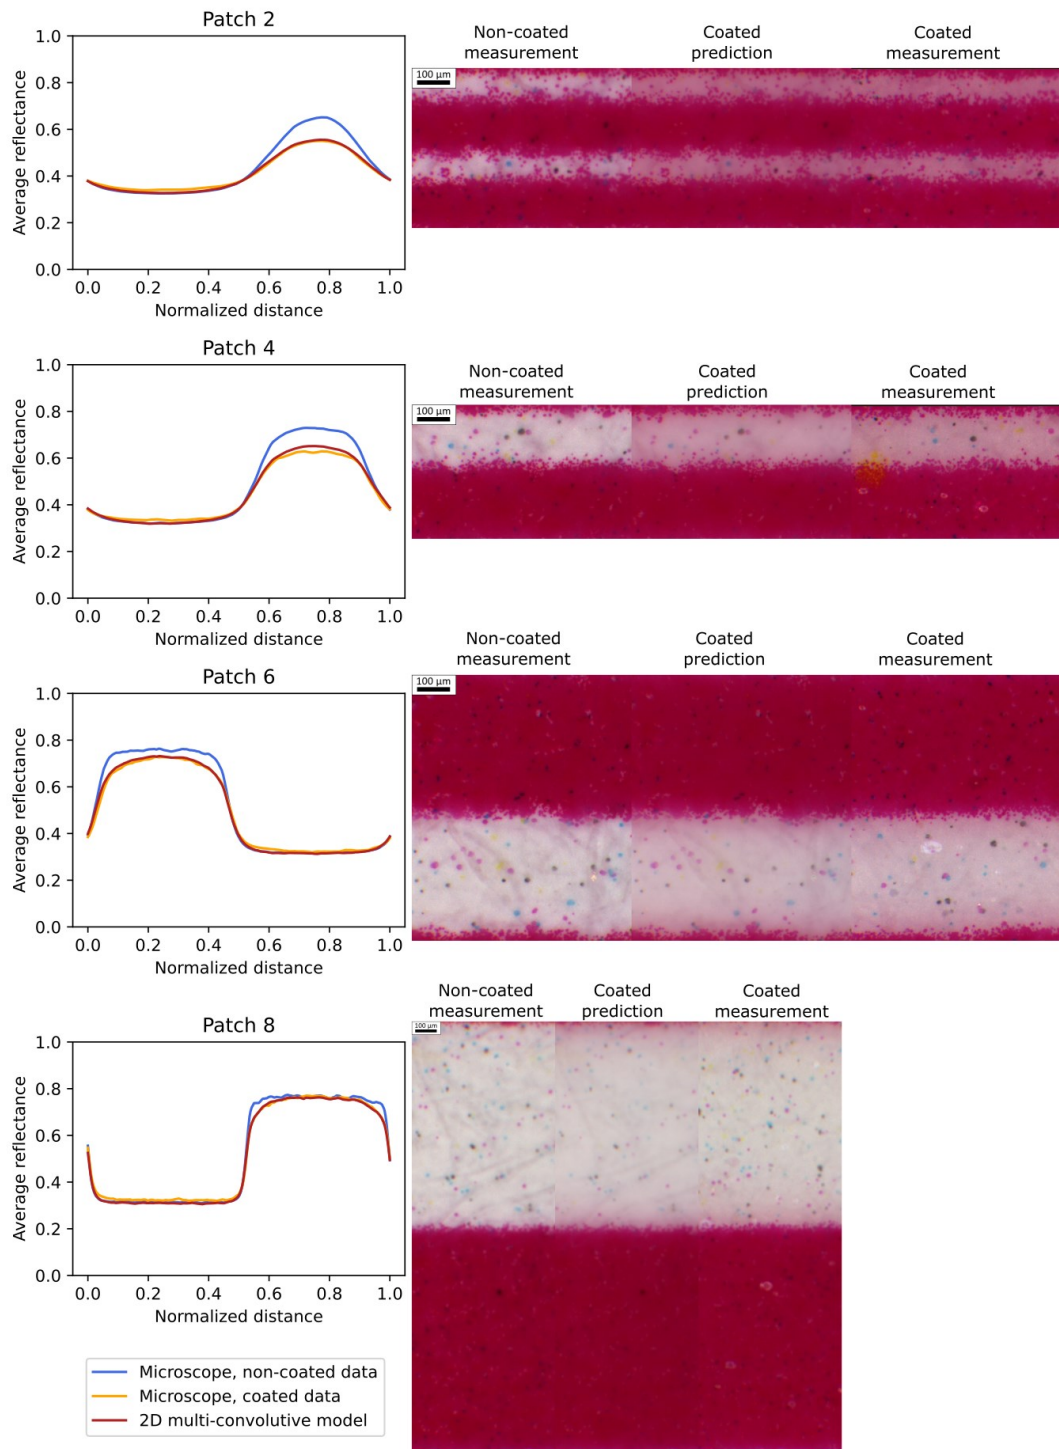 Patch 2
1.0
0.8
0.6
0.4
0.2
0.0
Average reflectance
0.0 0.2 0.4 0.6 0.8 1.0
Normalized distance
Non-coated
measurement
Coated
prediction
Coated
measurement
100 µm
Patch 4
1.0
0.8
0.6
0.4
0.2
0.0
Average reflectance
0.0 0.2 0.4 0.6 0.8 1.0
Normalized distance
Non-coated
measurement
Coated
prediction
Coated
measurement
100 µm
Patch 6
1.0
0.8
0.6
0.4
0.2
0.0
Average reflectance
0.0 0.2 0.4 0.6 0.8 1.0
Normalized distance
Non-coated
measurement
Coated
prediction
Coated
measurement
100 µm
Patch 8
1.0
0.8
0.6
0.4
0.2
0.0
Average reflectance
0.0 0.2 0.4 0.6 0.8 1.0
Normalized distance
Non-coated
measurement
Coated
prediction
Coated
measurement
100 µm
Microscope, non-coated data
Microscope, coated data
2D multi-convolutive model